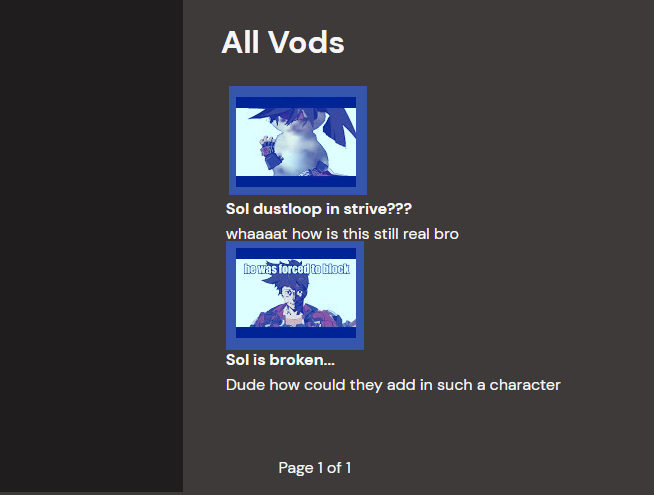 All Vods
Sol dustloop in strive???
whaaaat how is this still real bro
he was forced to block
Sol is broken...
Dude how could they add in such a character
Page 1 of 1